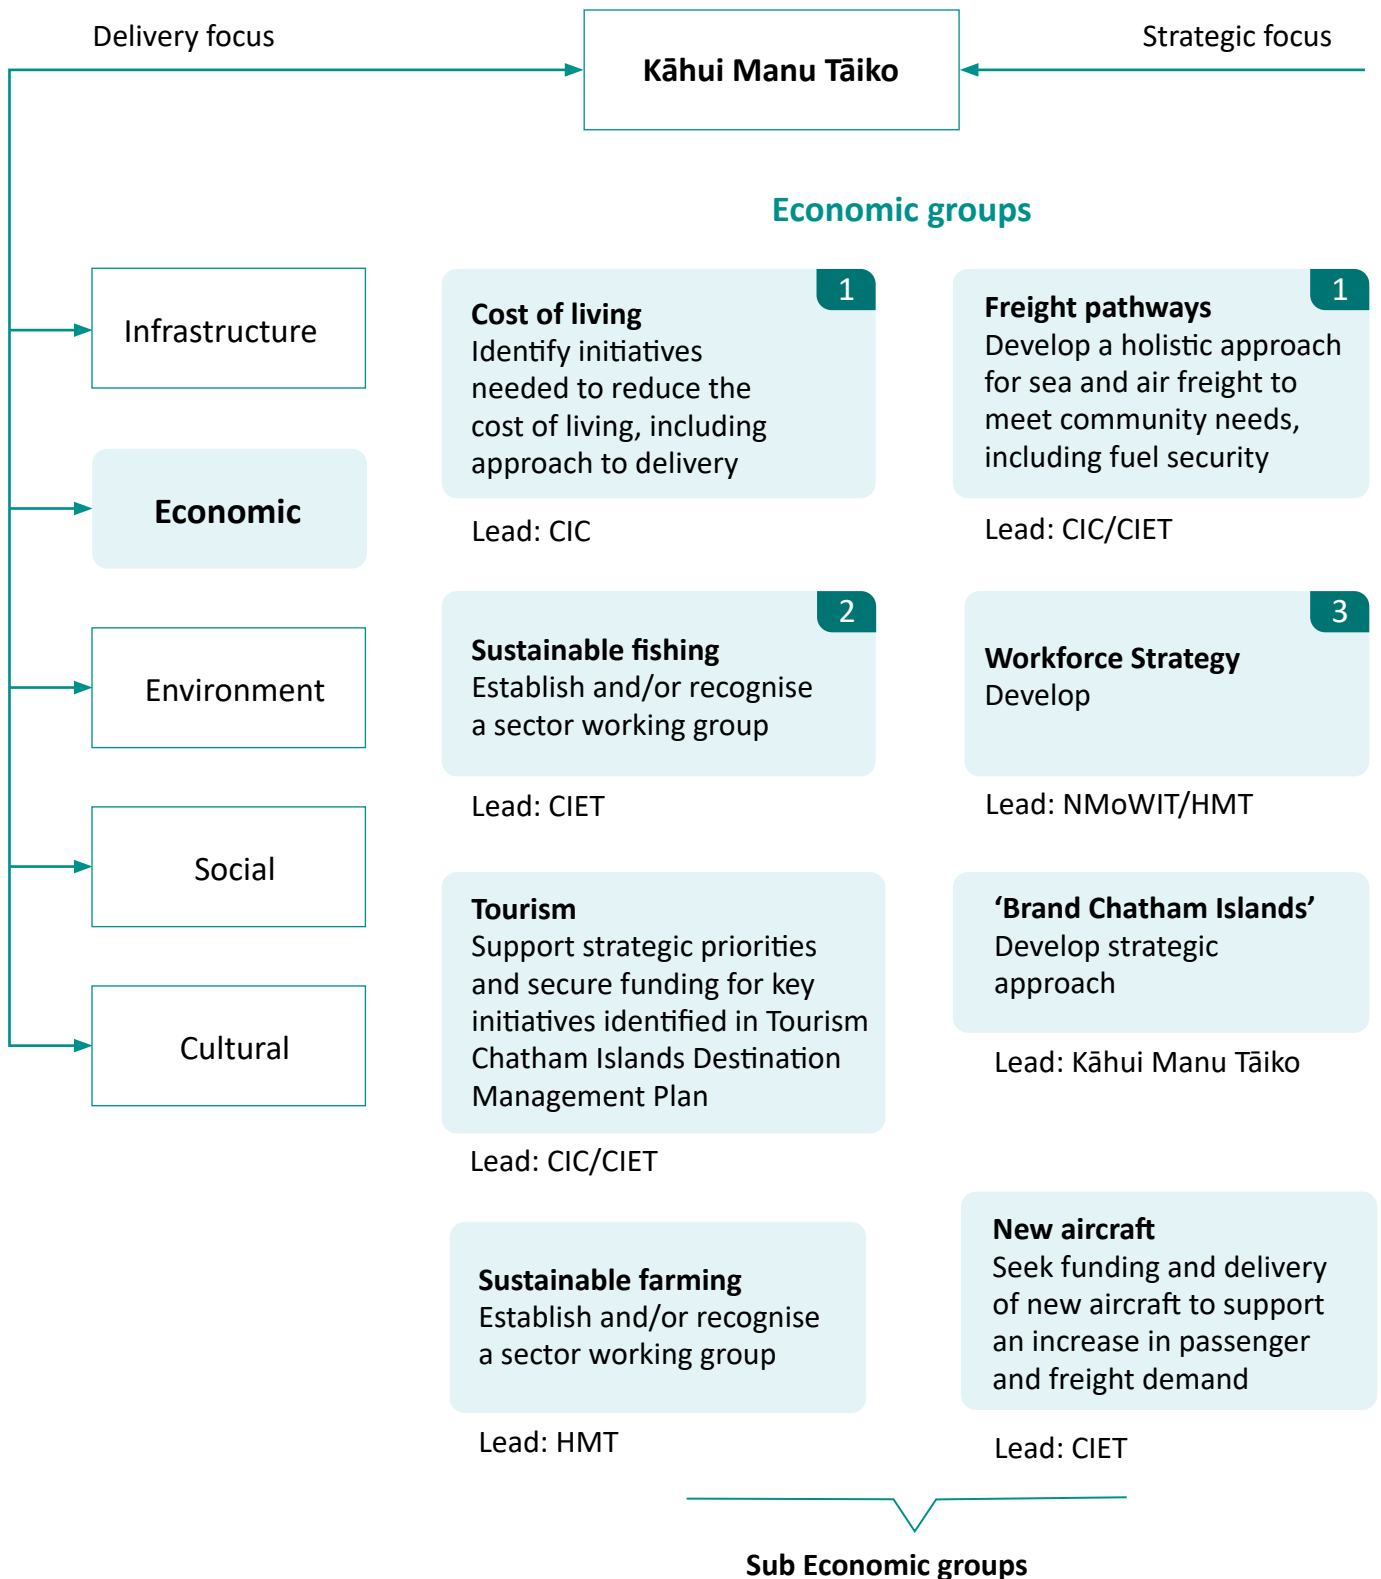 Delivery focus
Kāhui Manu Tāiko
Strategic focus
Economic groups
Infrastructure
Economic
Environment
Social
Cultural
1
Cost of living
Identify initiatives
needed to reduce the
cost of living, including
approach to delivery
Lead: CIC
1
Freight pathways
Develop a holistic approach
for sea and air freight to
meet community needs,
including fuel security
Lead: CIC/CIET
2
Sustainable fishing
Establish and/or recognise
a sector working group
Lead: CIET
3
Workforce Strategy
Develop
Lead: NMoWIT/HMT
Tourism
Support strategic priorities
and secure funding for key
initiatives identified in Tourism
Chatham Islands Destination
Management Plan
Lead: CIC/CIET
‘Brand Chatham Islands’
Develop strategic
approach
Lead: Kāhui Manu Tāiko
Sustainable farming
Establish and/or recognise
a sector working group
Lead: HMT
New aircraft
Seek funding and delivery
of new aircraft to support
an increase in passenger
and freight demand
Lead: CIET
Sub Economic groups